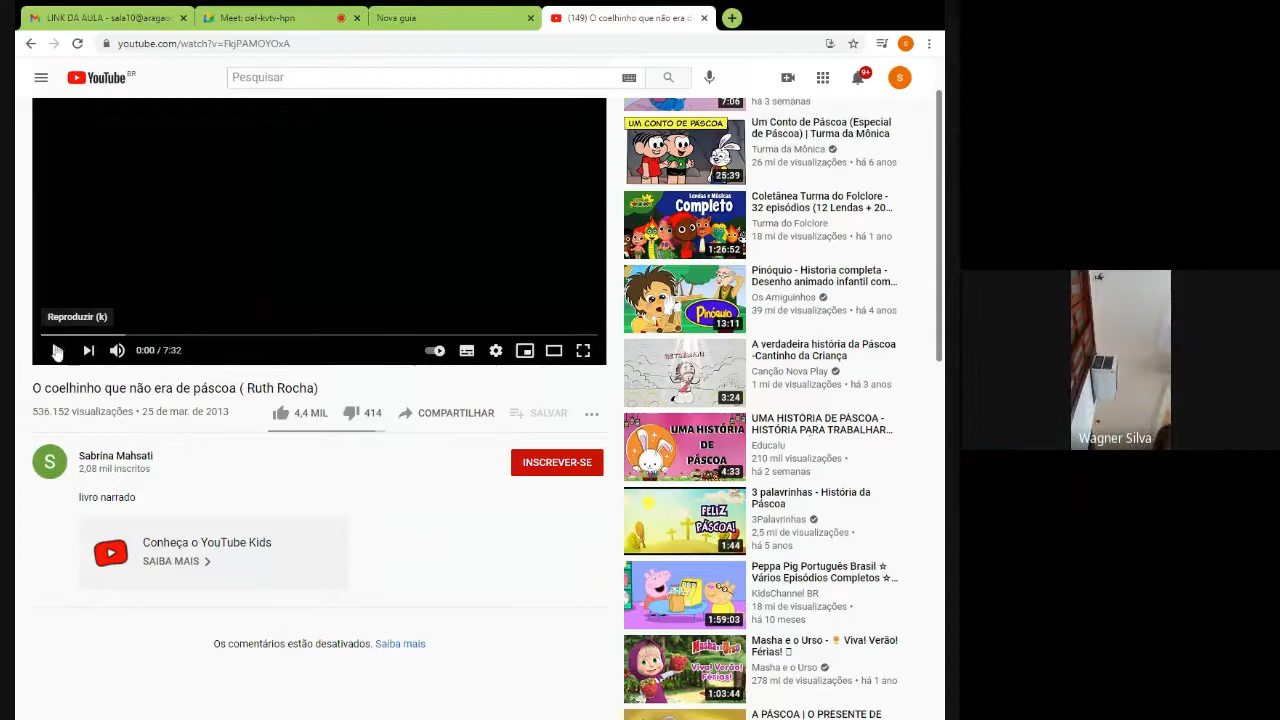 LINK DA AULA - sala10@aragao
Meet: oaf-kvtv-hpn
Nova guia
(149) O coelhinho que não era de
youtube.com/watch?v=FkjPAMOYOxA
YouTube BR
Pesquisar
9+
S
Reproduzir (k)
0:00 / 7:32
O coelhinho que não era de páscoa ( Ruth Rocha)
536.152 visualizações • 25 de mar. de 2013
4,4 MIL
414
COMPARTILHAR
SALVAR
S
Sabrina Mahsati
2,08 mil inscritos
INSCREVER-SE
livro narrado
Conheça o YouTube Kids
SAIBA MAIS
Os comentários estão desativados. Saiba mais
7:06
há 3 semanas
UM CONTO DE PÁSCOA
25:39
Um Conto de Páscoa (Especial
de Páscoa) | Turma da Mônica
Turma da Mônica
26 mi de visualizações • há 6 anos
Lendas e Músicas
Completo
1:26:52
Coletânea Turma do Folclore -
32 episódios (12 Lendas + 20...
Turma do Folclore
18 mi de visualizações • há 1 ano
Pinóquio
13:11
Pinóquio - Historia completa -
Desenho animado infantil com...
Os Amiguinhos
39 mi de visualizações • há 4 anos
GETSÊMANI
3:24
A verdadeira história da Páscoa
-Cantinho da Criança
Canção Nova Play
1 mi de visualizações • há 3 anos
UMA HISTÓRIA
DE
PÁSCOA
4:33
UMA HISTÓRIA DE PÁSCOA -
HISTÓRIA PARA TRABALHAR...
Educalu
210 mil visualizações •
há 2 semanas
FELIZ
PÁSCOA!
1:44
3 palavrinhas - História da
Páscoa
3Palavrinhas
2,5 mi de visualizações •
há 5 anos
1:59:03
Peppa Pig Português Brasil ☆
Vários Episódios Completos ☆...
KidsChannel BR
18 mi de visualizações •
há 10 meses
Masha e o Urso
Viva! Verão!
Férias!
1:03:44
Masha e o Urso - Viva! Verão!
Férias!
Masha e o Urso
278 mi de visualizações • há 1 ano
A PÁSCOA | O PRESENTE DE
Wagner Silva